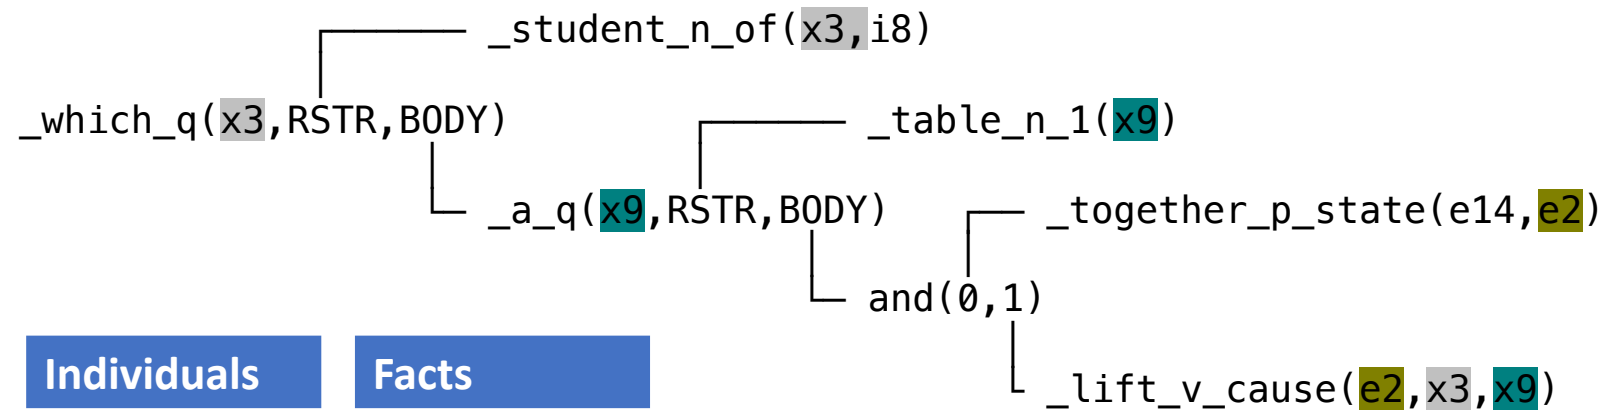 _student_n_of(x3,i8)
_which_q(x3,RSTR,BODY)
_table_n_1(x9)
_a_q(x9,RSTR,BODY)
_together_p_state(e14,e2)
and(0,1)
Individuals
Facts
_lift_v_cause(e2,x3,x9)